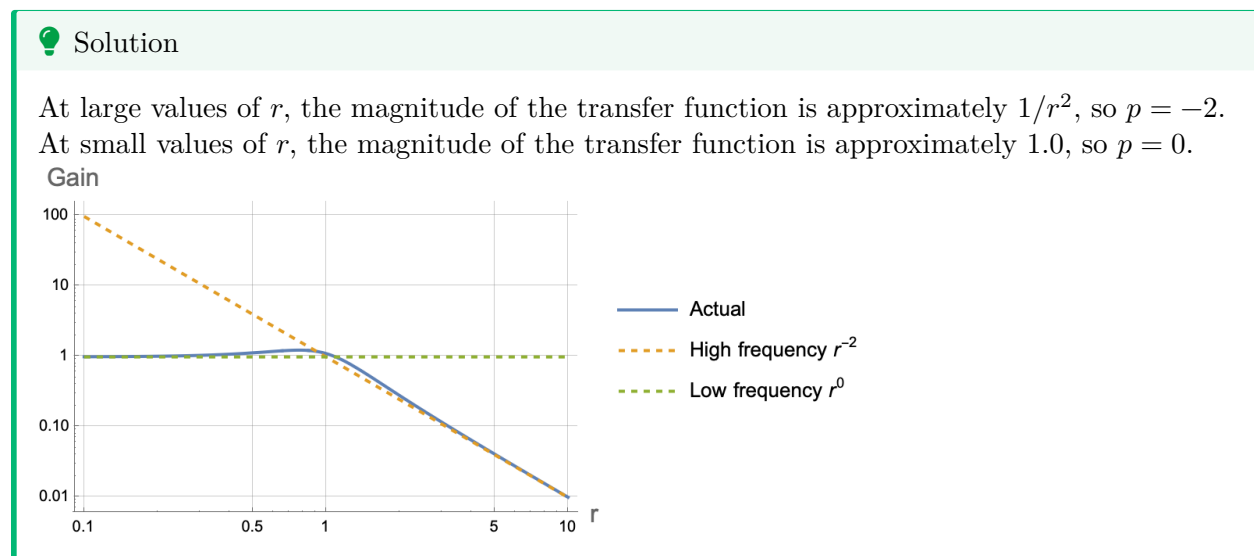 Solution
At large values of r, the magnitude of the transfer function is approximately 1/r², so p = −2.
At small values of r, the magnitude of the transfer function is approximately 1.0, so p = 0.
Gain
100
10
1
0.10
0.01
0.1 0.5 1 5 10 r
Actual
High frequency r⁻²
Low frequency r⁰